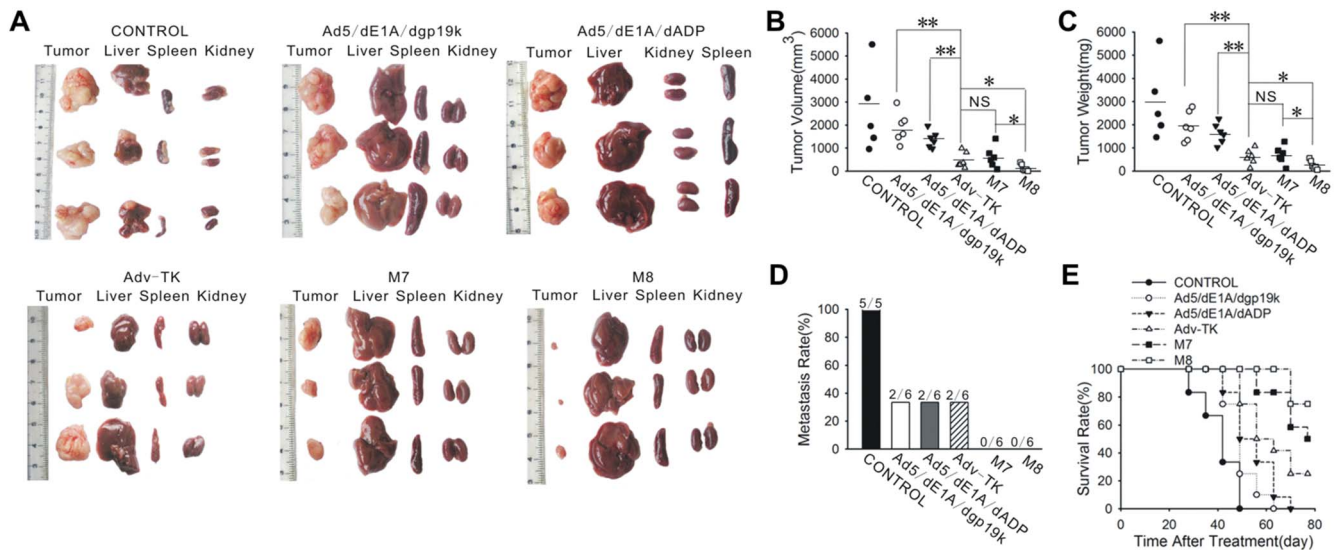 A
CONTROL
Tumor Liver Spleen Kidney
Ad5/dE1A/dgp19k
Tumor Liver Spleen Kidney
Ad5/dE1A/dADP
Tumor Liver Kidney Spleen
Adv-TK
Tumor Liver Spleen Kidney
M7
Tumor Liver Spleen Kidney
M8
Tumor Liver Spleen Kidney
B
Tumor Volume(mm3)
6000
5000
4000
3000
2000
1000
0
**
**
*
NS
*
CONTROL
Ad5/dE1A/dgp19k
Ad5/dE1A/dADP
Adv-TK
M7
M8
C
Tumor Weight(mg)
6000
5000
4000
3000
2000
1000
0
**
**
*
NS
*
CONTROL
Ad5/dE1A/dgp19k
Ad5/dE1A/dADP
Adv-TK
M7
M8
D
Metastasis Rate(%)
100
80
60
40
20
0
5/5
2/6
2/6
2/6
0/6
0/6
CONTROL
Ad5/dE1A/dgp19k
Ad5/dE1A/dADP
Adv-TK
M7
M8
E
CONTROL
Ad5/dE1A/dgp19k
Ad5/dE1A/dADP
Adv-TK
M7
M8
Survival Rate(%)
100
80
60
40
20
0
0 20 40 60 80
Time After Treatment(day)